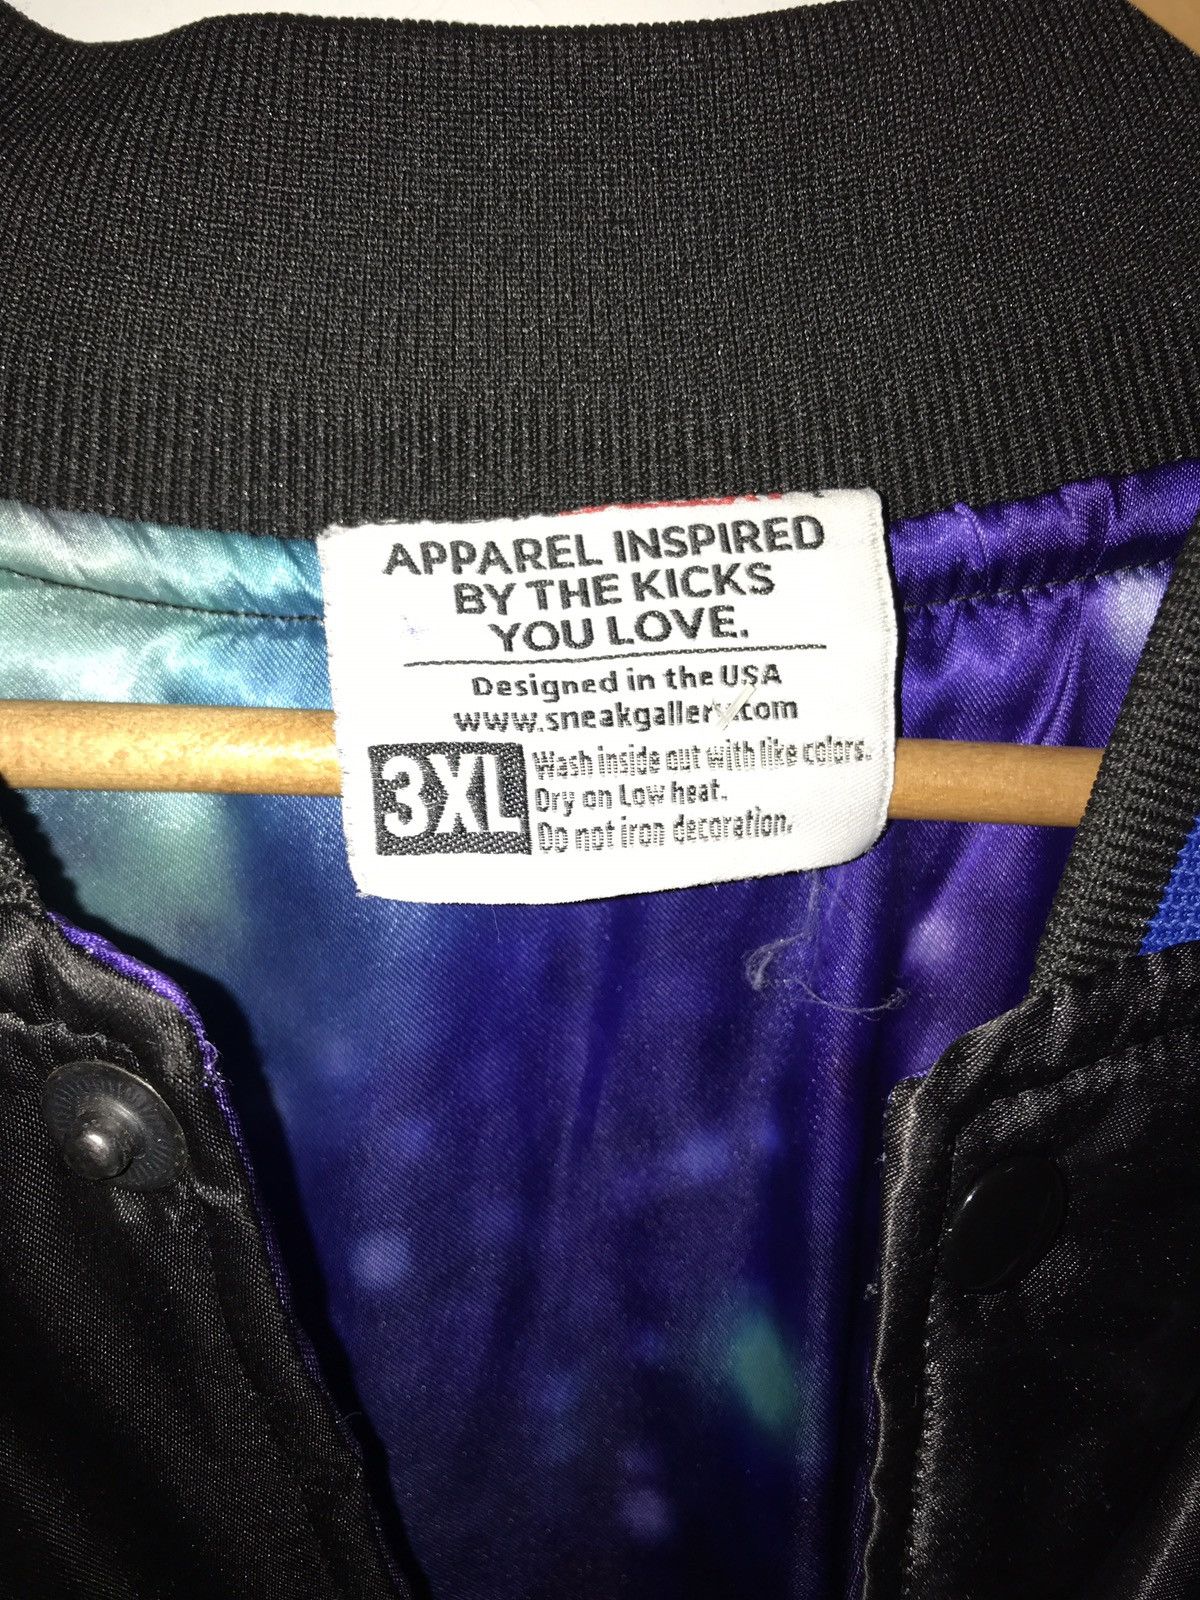 APPAREL INSPIRED
BY THE KICKS
YOU LOVE.
Designed in the USA
www.sneakgallery.com
3XL
Wash inside out with like colors.
Dry on Low heat.
Do not iron decoration.